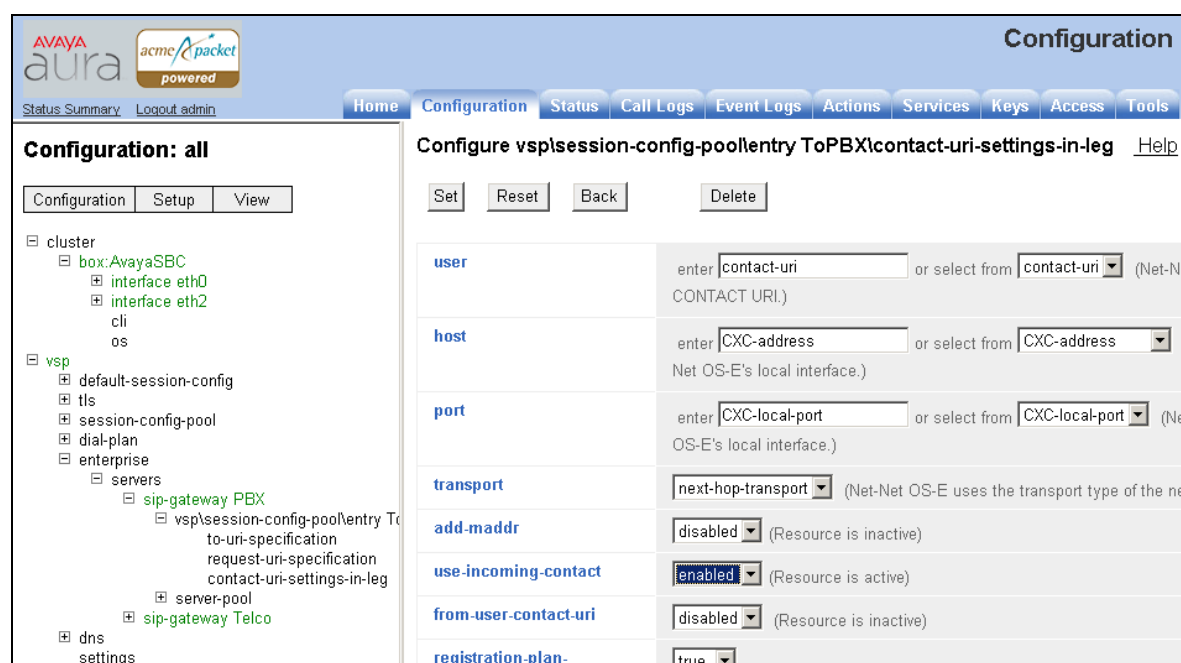 Configuration
AVAYA
aura
acme packet
powered
Status Summary Logout admin
Home Configuration Status Call Logs Event Logs Actions Services Keys Access Tools
Configuration: all
Configuration Setup View
cluster
box:AvayaSBC
interface eth0
interface eth2
cli
os
vsp
default-session-config
tls
session-config-pool
dial-plan
enterprise
servers
sip-gateway PBX
vsp\session-config-pool\entry To
to-uri-specification
request-uri-specification
contact-uri-settings-in-leg
server-pool
sip-gateway Telco
dns
settings
Configure vsp\session-config-pool\entry ToPBX\contact-uri-settings-in-leg Help
Set Reset Back Delete
user enter contact-uri or select from contact-uri (Net-N
CONTACT URI.)
host enter CXC-address or select from CXC-address
Net OS-E's local interface.)
port enter CXC-local-port or select from CXC-local-port (Ne
OS-E's local interface.)
transport next-hop-transport (Net-Net OS-E uses the transport type of the ne
add-maddr disabled (Resource is inactive)
use-incoming-contact enabled (Resource is active)
from-user-contact-uri disabled (Resource is inactive)
registration-plan- true